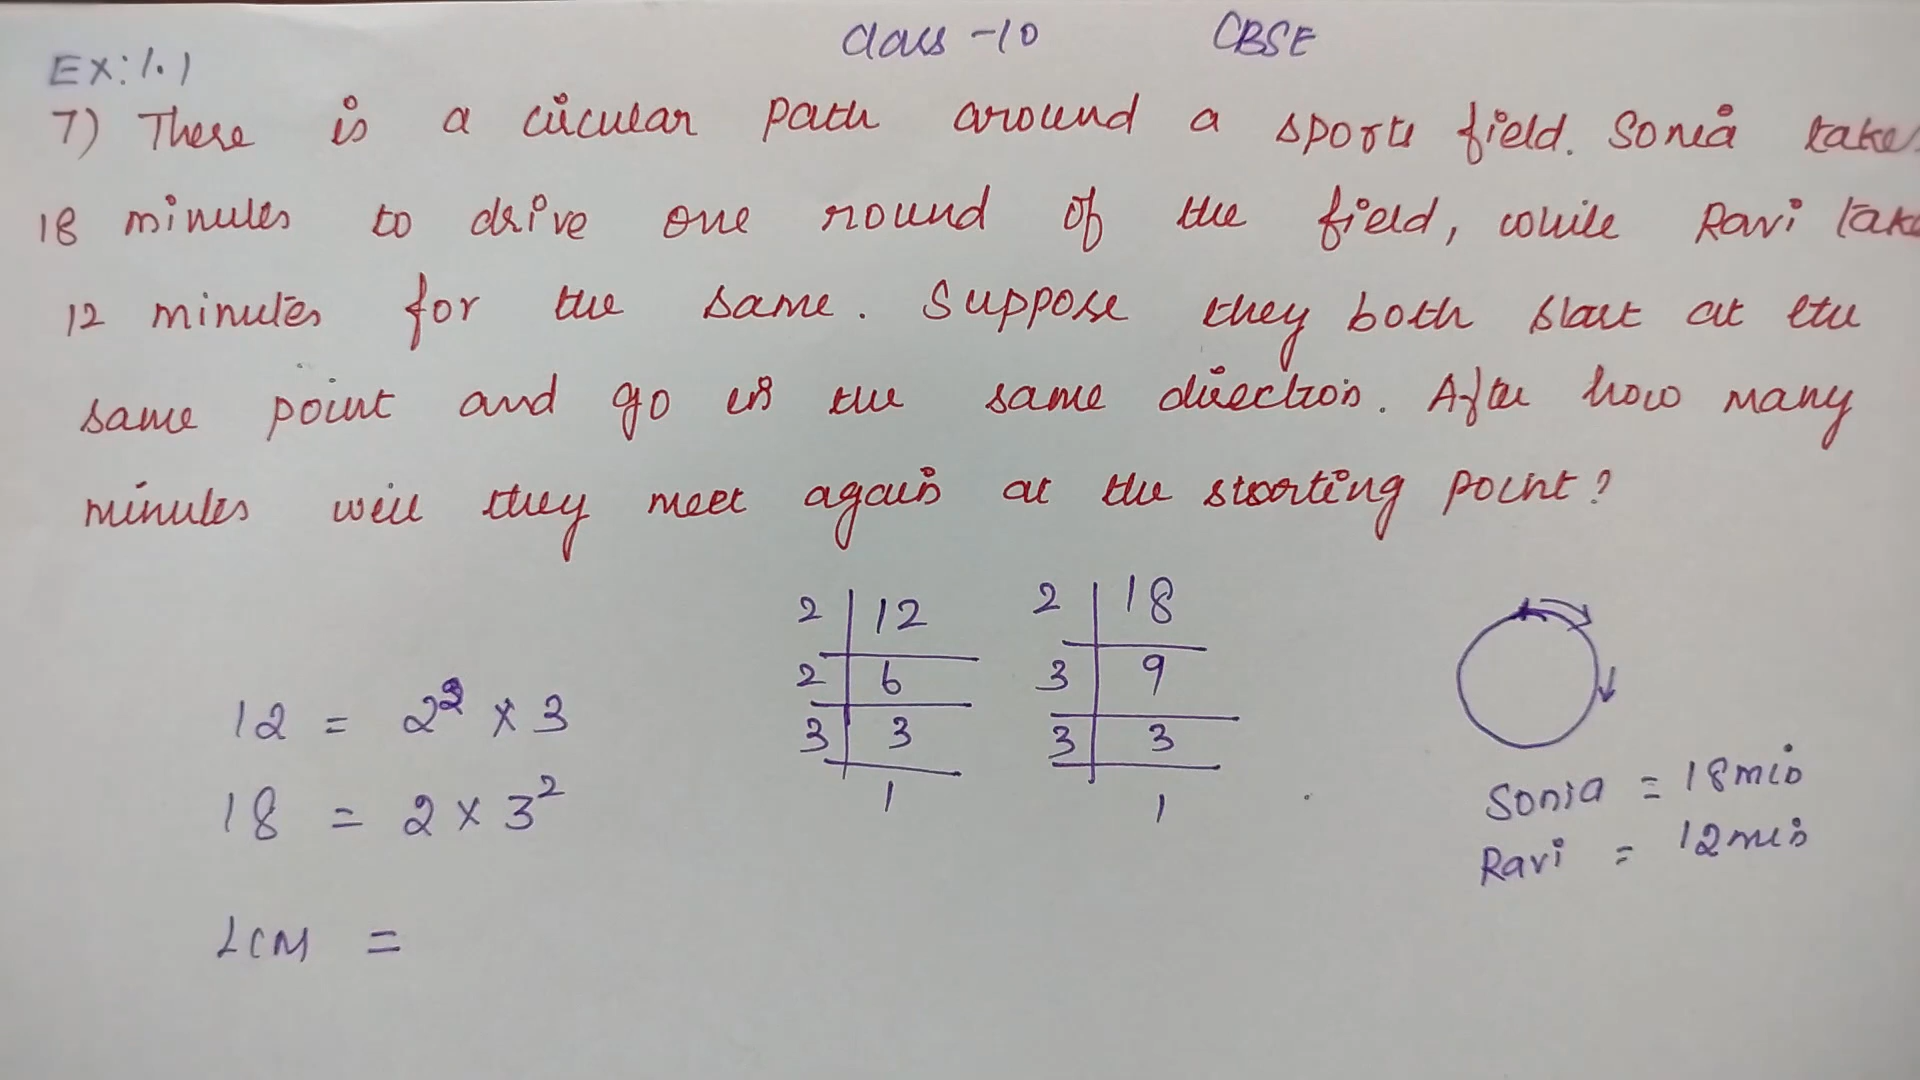 Class -10 CBSE
Ex: 1.1
7) There is a circular path around a sports field. Sonia take
18 minutes to drive one round of the field, while Ravi take
12 minutes for the same. Suppose they both start at the
same point and go in the same direction. After how many
minutes will they meet again at the starting point?
2 | 12
2 | 6
3 | 3
1
2 | 18
3 | 9
3 | 3
1
12 = 2² × 3
18 = 2 × 3²
LCM =
Sonia = 18 min
Ravi = 12 min